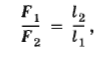 F₁/F₂ = l₂/l₁,